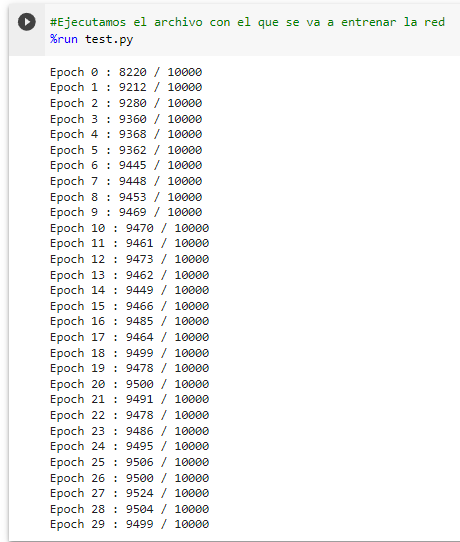 #Ejecutamos el archivo con el que se va a entrenar la red
%run test.py
Epoch 0 : 8220 / 10000
Epoch 1 : 9212 / 10000
Epoch 2 : 9280 / 10000
Epoch 3 : 9360 / 10000
Epoch 4 : 9368 / 10000
Epoch 5 : 9362 / 10000
Epoch 6 : 9445 / 10000
Epoch 7 : 9448 / 10000
Epoch 8 : 9453 / 10000
Epoch 9 : 9469 / 10000
Epoch 10 : 9470 / 10000
Epoch 11 : 9461 / 10000
Epoch 12 : 9473 / 10000
Epoch 13 : 9462 / 10000
Epoch 14 : 9449 / 10000
Epoch 15 : 9466 / 10000
Epoch 16 : 9485 / 10000
Epoch 17 : 9464 / 10000
Epoch 18 : 9499 / 10000
Epoch 19 : 9478 / 10000
Epoch 20 : 9500 / 10000
Epoch 21 : 9491 / 10000
Epoch 22 : 9478 / 10000
Epoch 23 : 9486 / 10000
Epoch 24 : 9495 / 10000
Epoch 25 : 9506 / 10000
Epoch 26 : 9500 / 10000
Epoch 27 : 9524 / 10000
Epoch 28 : 9504 / 10000
Epoch 29 : 9499 / 10000